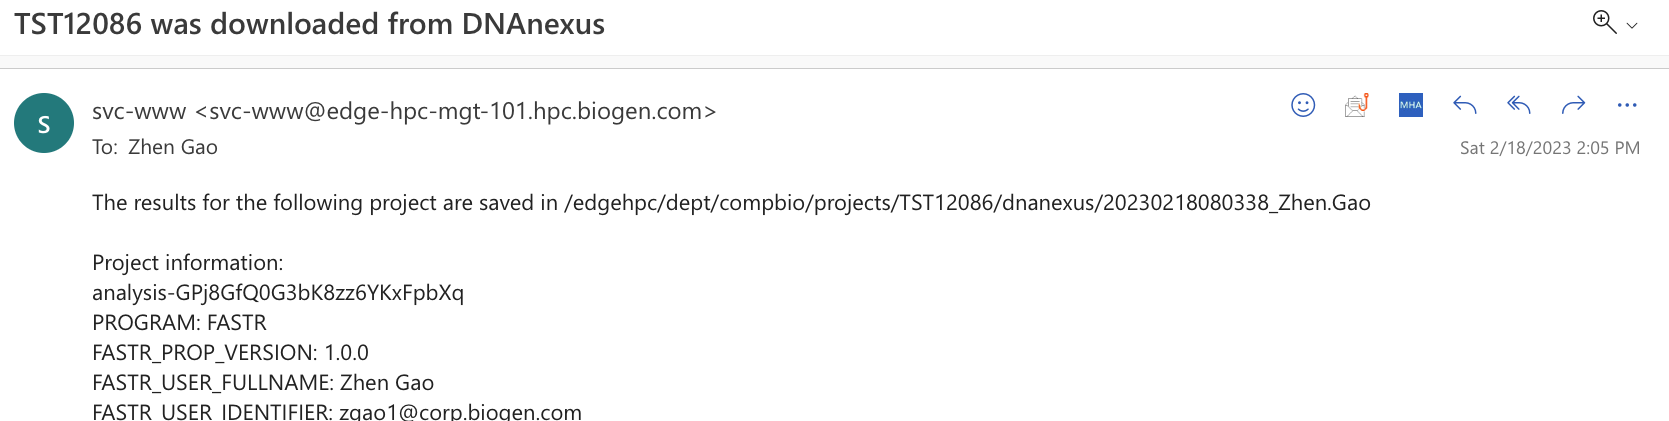 TST12086 was downloaded from DNAnexus
S
svc-www <svc-www@edge-hpc-mgt-101.hpc.biogen.com>
MHA
To: Zhen Gao
Sat 2/18/2023 2:05 PM
The results for the following project are saved in /edgehpc/dept/compbio/projects/TST12086/dnanexus/20230218080338_Zhen.Gao
Project information:
analysis-GPj8GfQ0G3bK8zz6YKxFpbXq
PROGRAM: FASTR
FASTR_PROP_VERSION: 1.0.0
FASTR_USER_FULLNAME: Zhen Gao
FASTR_USER_IDENTIFIER: zgao1@corp.biogen.com